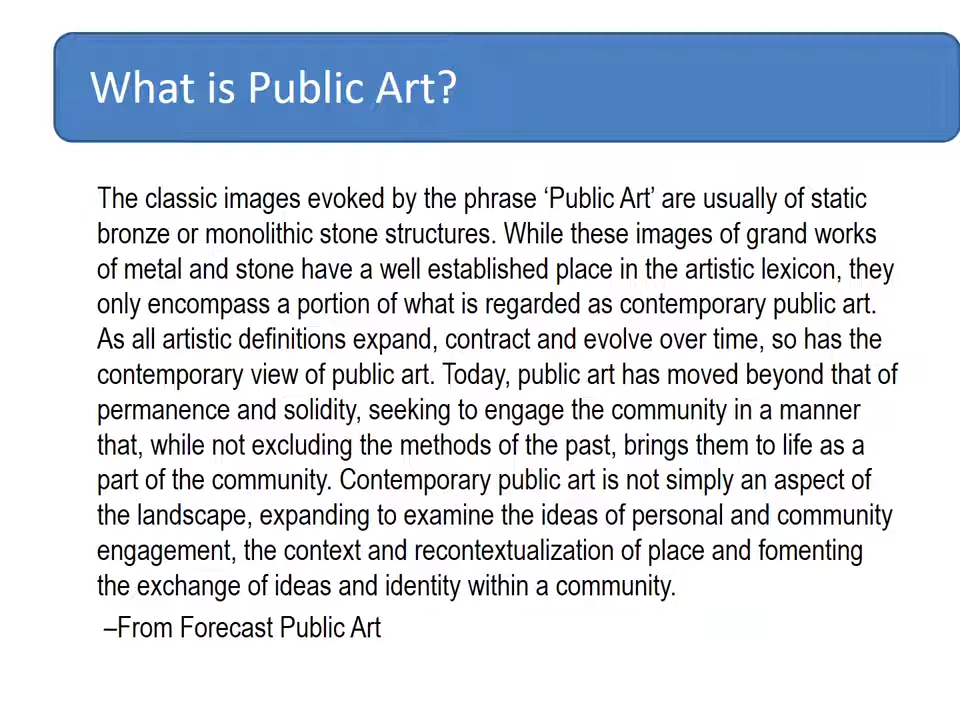 What is Public Art?
The classic images evoked by the phrase ‘Public Art’ are usually of static
bronze or monolithic stone structures. While these images of grand works
of metal and stone have a well established place in the artistic lexicon, they
only encompass a portion of what is regarded as contemporary public art.
As all artistic definitions expand, contract and evolve over time, so has the
contemporary view of public art. Today, public art has moved beyond that of
permanence and solidity, seeking to engage the community in a manner
that, while not excluding the methods of the past, brings them to life as a
part of the community. Contemporary public art is not simply an aspect of
the landscape, expanding to examine the ideas of personal and community
engagement, the context and recontextualization of place and fomenting
the exchange of ideas and identity within a community.
–From Forecast Public Art